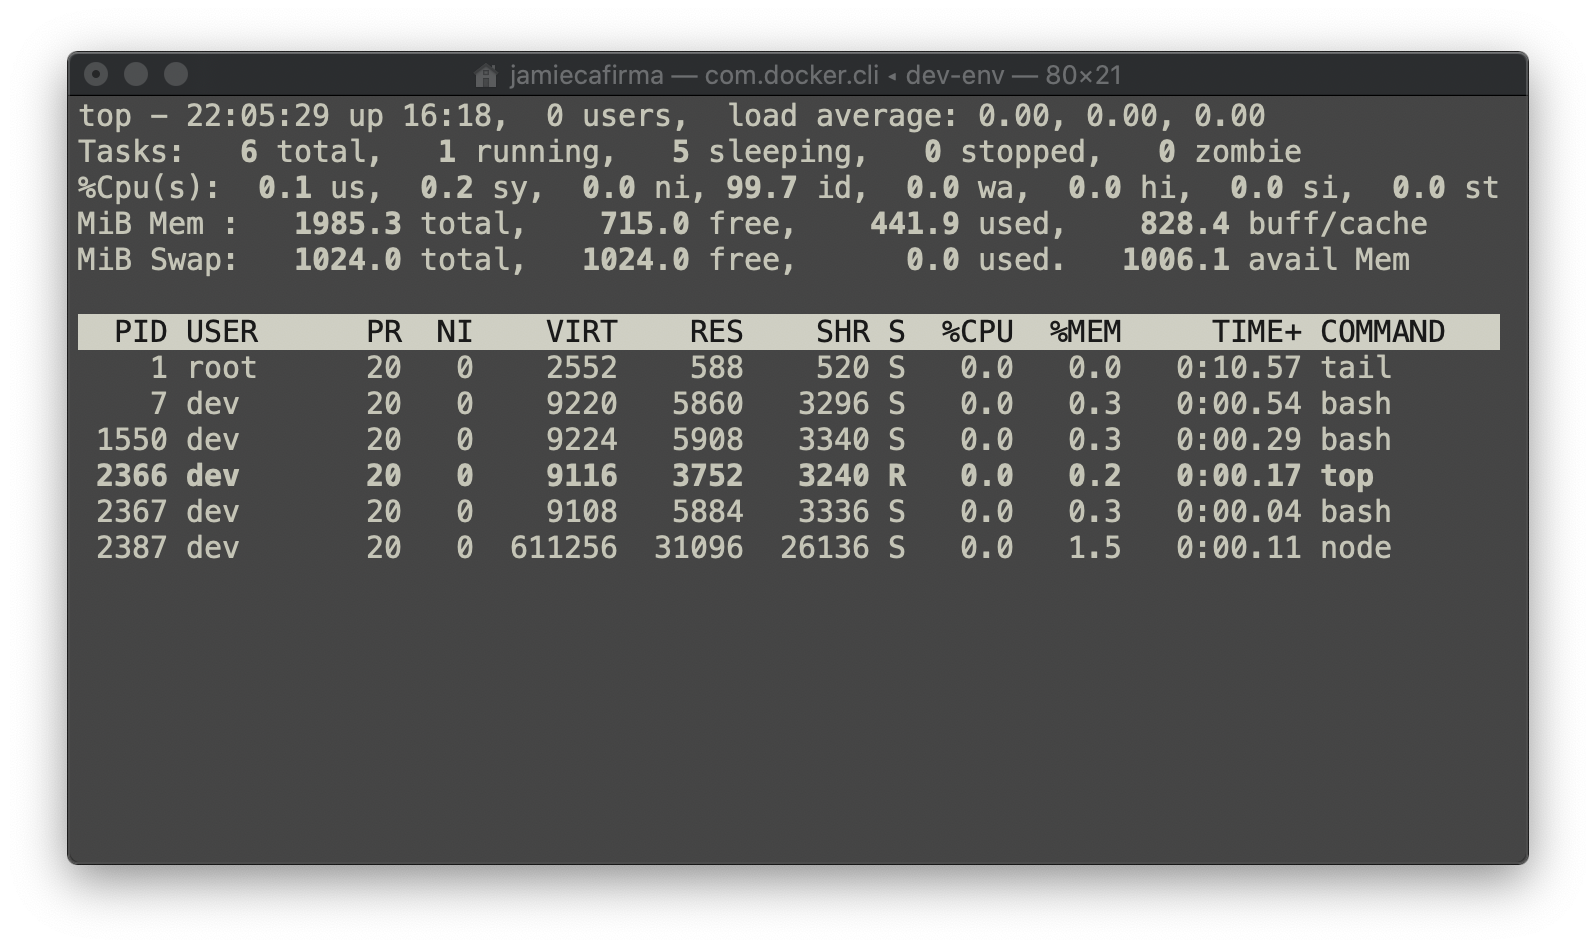 jamiecafirma — com.docker.cli ◂ dev-env — 80×21
top - 22:05:29 up 16:18,  0 users,  load average: 0.00, 0.00, 0.00
Tasks:   6 total,   1 running,   5 sleeping,   0 stopped,   0 zombie
%Cpu(s):  0.1 us,  0.2 sy,  0.0 ni, 99.7 id,  0.0 wa,  0.0 hi,  0.0 si,  0.0 st
MiB Mem :   1985.3 total,    715.0 free,    441.9 used,    828.4 buff/cache
MiB Swap:   1024.0 total,   1024.0 free,      0.0 used.   1006.1 avail Mem
  PID USER      PR  NI    VIRT    RES    SHR S  %CPU  %MEM     TIME+ COMMAND
    1 root      20   0    2552    588    520 S   0.0   0.0   0:10.57 tail
    7 dev       20   0    9220   5860   3296 S   0.0   0.3   0:00.54 bash
 1550 dev       20   0    9224   5908   3340 S   0.0   0.3   0:00.29 bash
 2366 dev       20   0    9116   3752   3240 R   0.0   0.2   0:00.17 top
 2367 dev       20   0    9108   5884   3336 S   0.0   0.3   0:00.04 bash
 2387 dev       20   0  611256  31096  26136 S   0.0   1.5   0:00.11 node